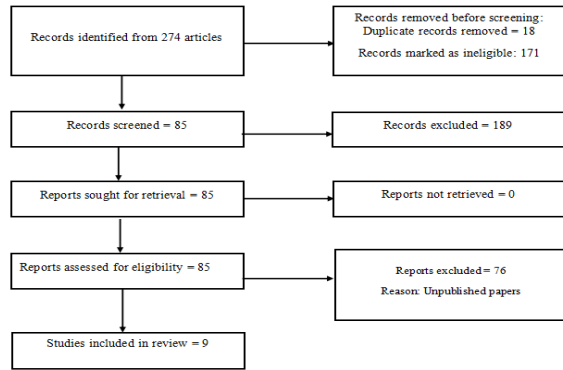 Records identified from 274 articles
Records removed before screening:
Duplicate records removed = 18
Records marked as ineligible: 171
Records screened = 85
Records excluded = 189
Reports sought for retrieval = 85
Reports not retrieved = 0
Reports assessed for eligibility = 85
Reports excluded = 76
Reason: Unpublished papers
Studies included in review = 9